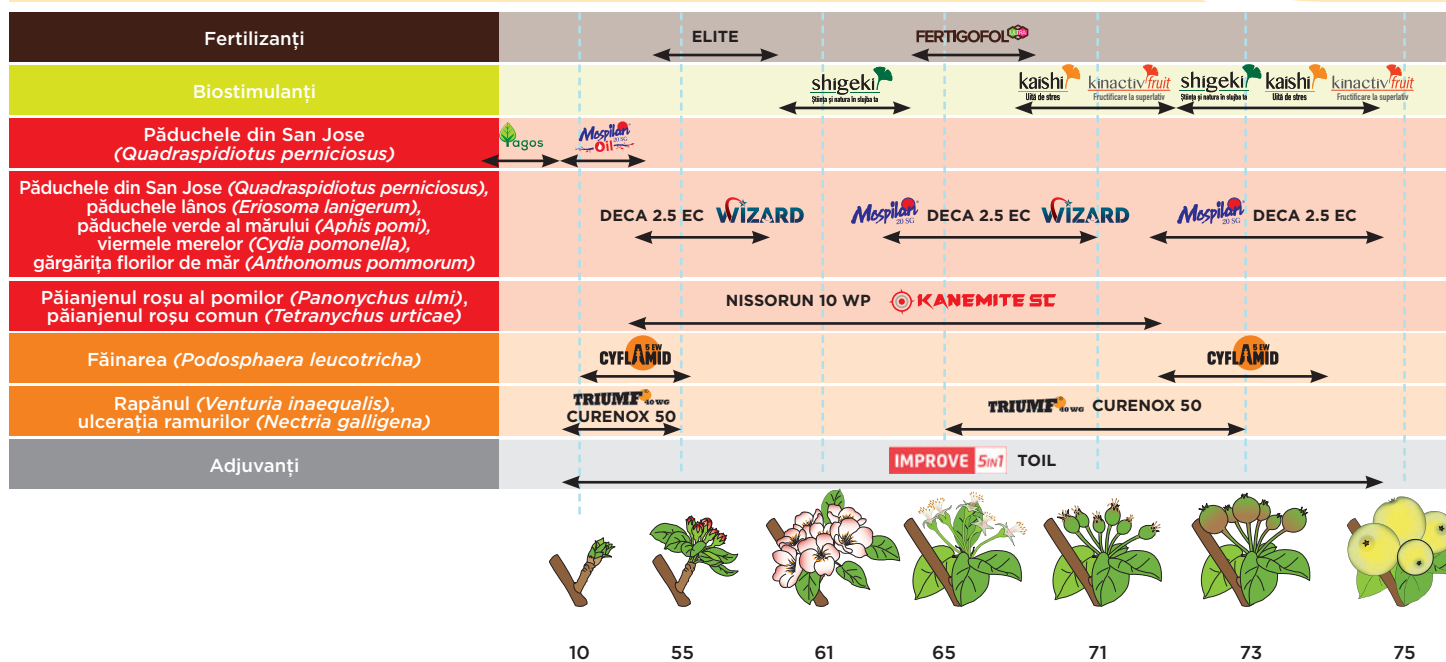 Fertilizanți
ELITE
FERTIGOFOL ULTRA
Biostimulanți
shigeki
Știința și natura în slujba ta
kaishi
Uită de stres
kinactiv fruit
Fructificare la superlativ
shigeki
Știința și natura în slujba ta
kaishi
Uită de stres
kinactiv fruit
Fructificare la superlativ
Păduchele din San Jose
(Quadraspidiotus perniciosus)
Yagos
Mospilan 20 SG
Oil
Păduchele din San Jose (Quadraspidiotus perniciosus),
păduchele lânos (Eriosoma lanigerum),
păduchele verde al mărului (Aphis pomi),
viermele merelor (Cydia pomonella),
gărgărița florilor de măr (Anthonomus pommorum)
DECA 2.5 EC WIZARD
Mospilan 20 SG DECA 2.5 EC WIZARD
Mospilan 20 SG DECA 2.5 EC
Păianjenul roșu al pomilor (Panonychus ulmi),
păianjenul roșu comun (Tetranychus urticae)
NISSORUN 10 WP KANEMITE SC
Făinarea (Podosphaera leucotricha)
CYFLAMID 5 EW
CYFLAMID 5 EW
Rapănul (Venturia inaequalis),
ulcerația ramurilor (Nectria galligena)
TRIUMF 40 WG
CURENOX 50
TRIUMF 40 WG CURENOX 50
Adjuvanți
IMPROVE 5IN1 TOIL
10 55 61 65 71 73 75